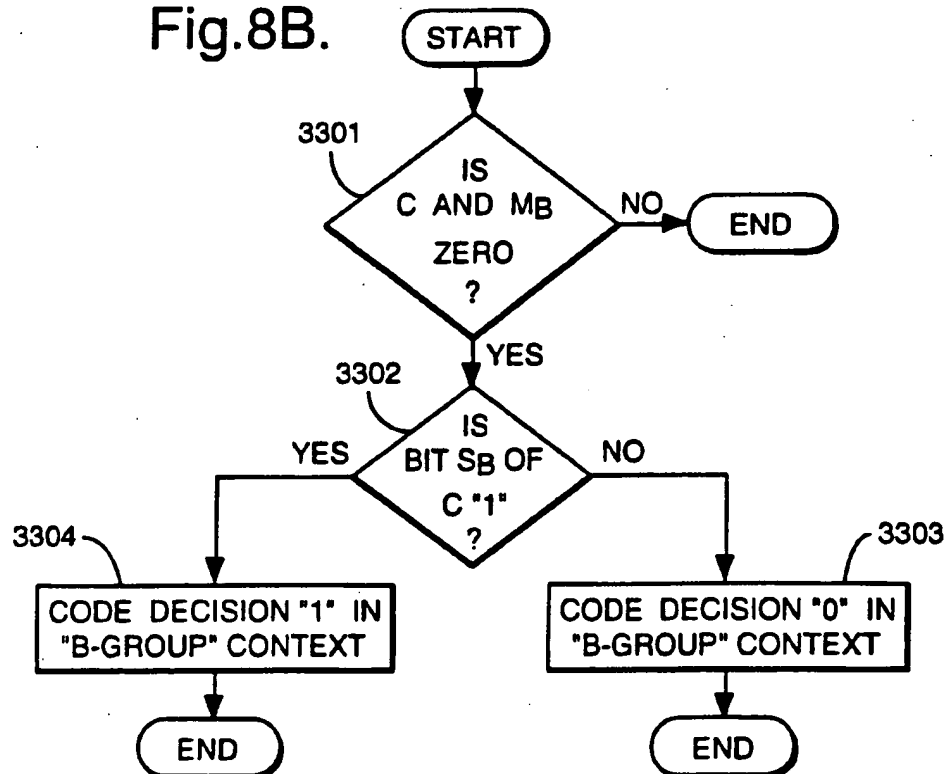 Fig.8B.
START
3301
IS
C AND MB
ZERO
?
NO
END
YES
3302
IS
BIT SB OF
C "1"
?
YES
NO
3304
3303
CODE DECISION "1" IN
"B-GROUP" CONTEXT
CODE DECISION "0" IN
"B-GROUP" CONTEXT
END
END